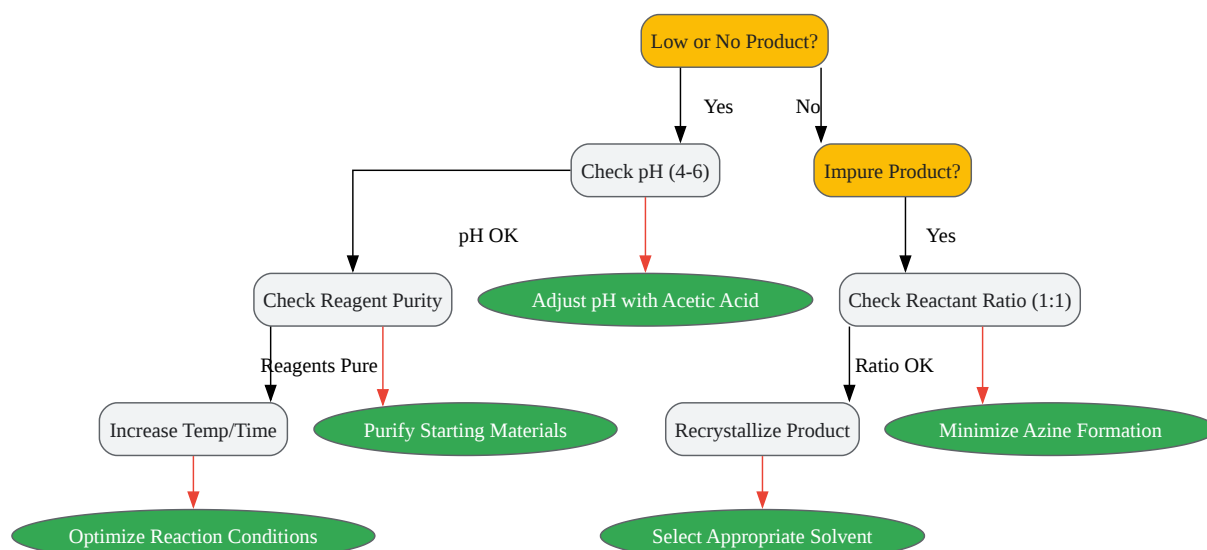 Low or No Product?
Yes
No
Check pH (4-6)
Impure Product?
pH OK
Yes
Check Reagent Purity
Adjust pH with Acetic Acid
Check Reactant Ratio (1:1)
Reagents Pure
Ratio OK
Increase Temp/Time
Purify Starting Materials
Recrystallize Product
Minimize Azine Formation
Optimize Reaction Conditions
Select Appropriate Solvent